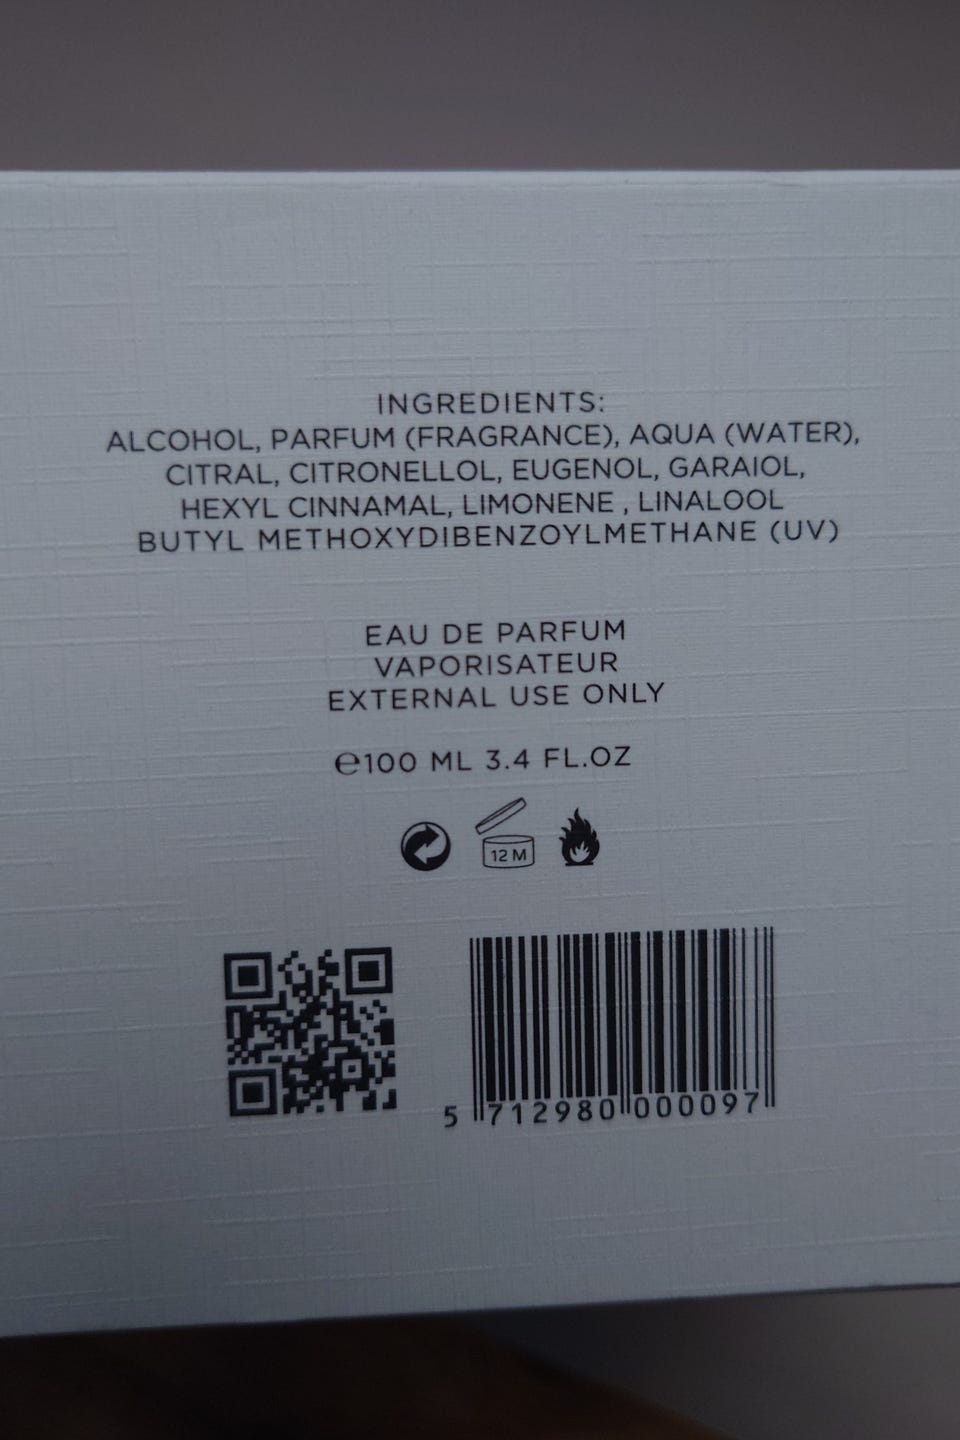 INGREDIENTS:
ALCOHOL, PARFUM (FRAGRANCE), AQUA (WATER),
CITRAL, CITRONELLOL, EUGENOL, GARAIOL,
HEXYL CINNAMAL, LIMONENE , LINALOOL
BUTYL METHOXYDIBENZOYLMETHANE (UV)
EAU DE PARFUM
VAPORISATEUR
EXTERNAL USE ONLY
℮100 ML 3.4 FL.OZ
12 M
5 712980 000097